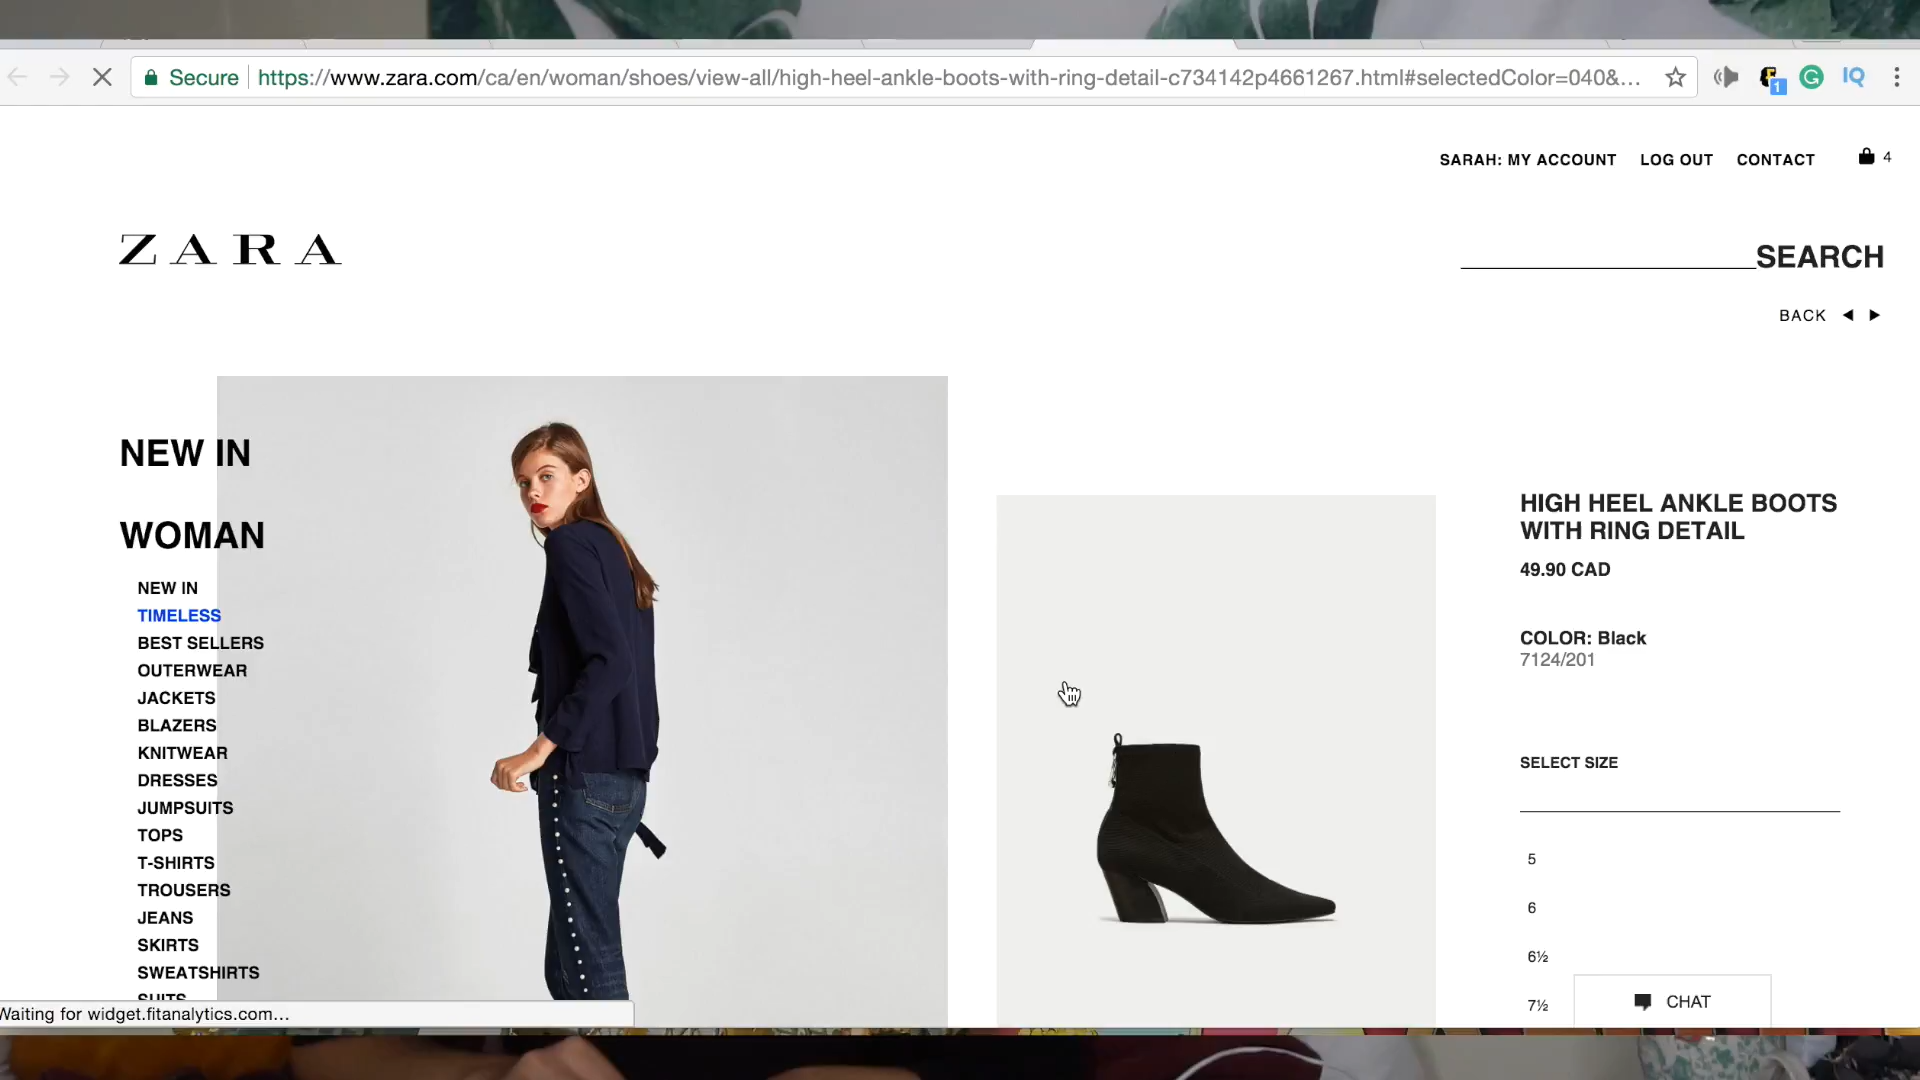 Secure
https://www.zara.com/ca/en/woman/shoes/view-all/high-heel-ankle-boots-with-ring-detail-c734142p4661267.html#selectedColor=040&...
1
G
IQ
SARAH: MY ACCOUNT LOG OUT CONTACT 4
ZARA
SEARCH
BACK
NEW IN
WOMAN
NEW IN
TIMELESS
BEST SELLERS
OUTERWEAR
JACKETS
BLAZERS
KNITWEAR
DRESSES
JUMPSUITS
TOPS
T-SHIRTS
TROUSERS
JEANS
SKIRTS
SWEATSHIRTS
SUITS
HIGH HEEL ANKLE BOOTS
WITH RING DETAIL
49.90 CAD
COLOR: Black
7124/201
SELECT SIZE
5
6
6½
7½
CHAT
Waiting for widget.fitanalytics.com...